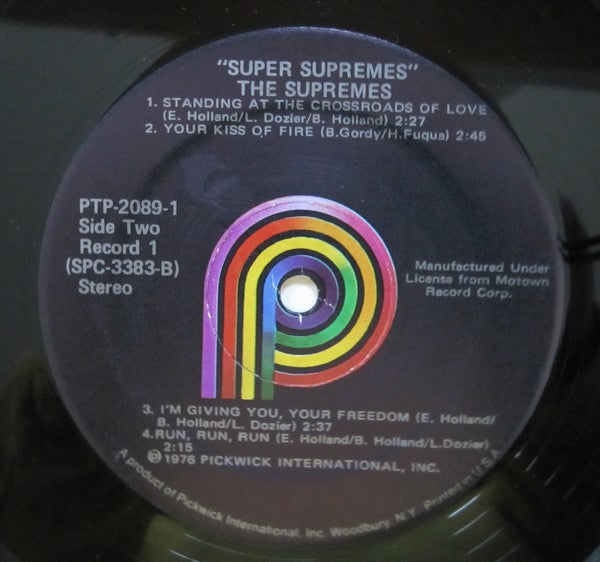 "SUPER SUPREMES"
THE SUPREMES
1. STANDING AT THE CROSSROADS OF LOVE
(E. Holland/L. Dozier/B. Holland) 2:27
2. YOUR KISS OF FIRE (B.Gordy/H.Fuqua) 2:45
PTP-2089-1
Side Two
Record 1
(SPC-3383-B)
Stereo
Manufactured Under
License from Motown
Record Corp.
3. I'M GIVING YOU, YOUR FREEDOM (E. Holland/
B. Holland/L. Dozier) 2:37
4.RUN, RUN, RUN (E. Holland/B. Holland/L.Dozier)
2:15
℗1976 PICKWICK INTERNATIONAL, INC.
A product of Pickwick International, Inc. Woodbury, N.Y. Printed in U.S.A.